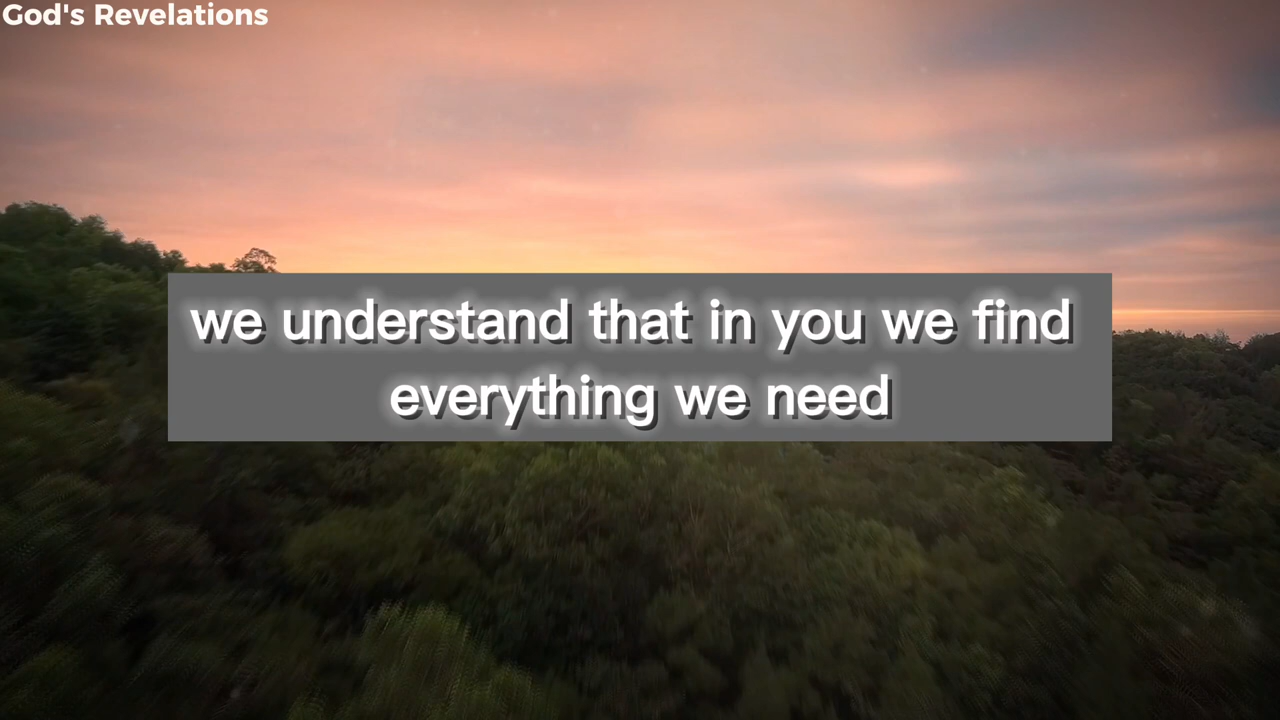 God's Revelations
we understand that in you we find
everything we need